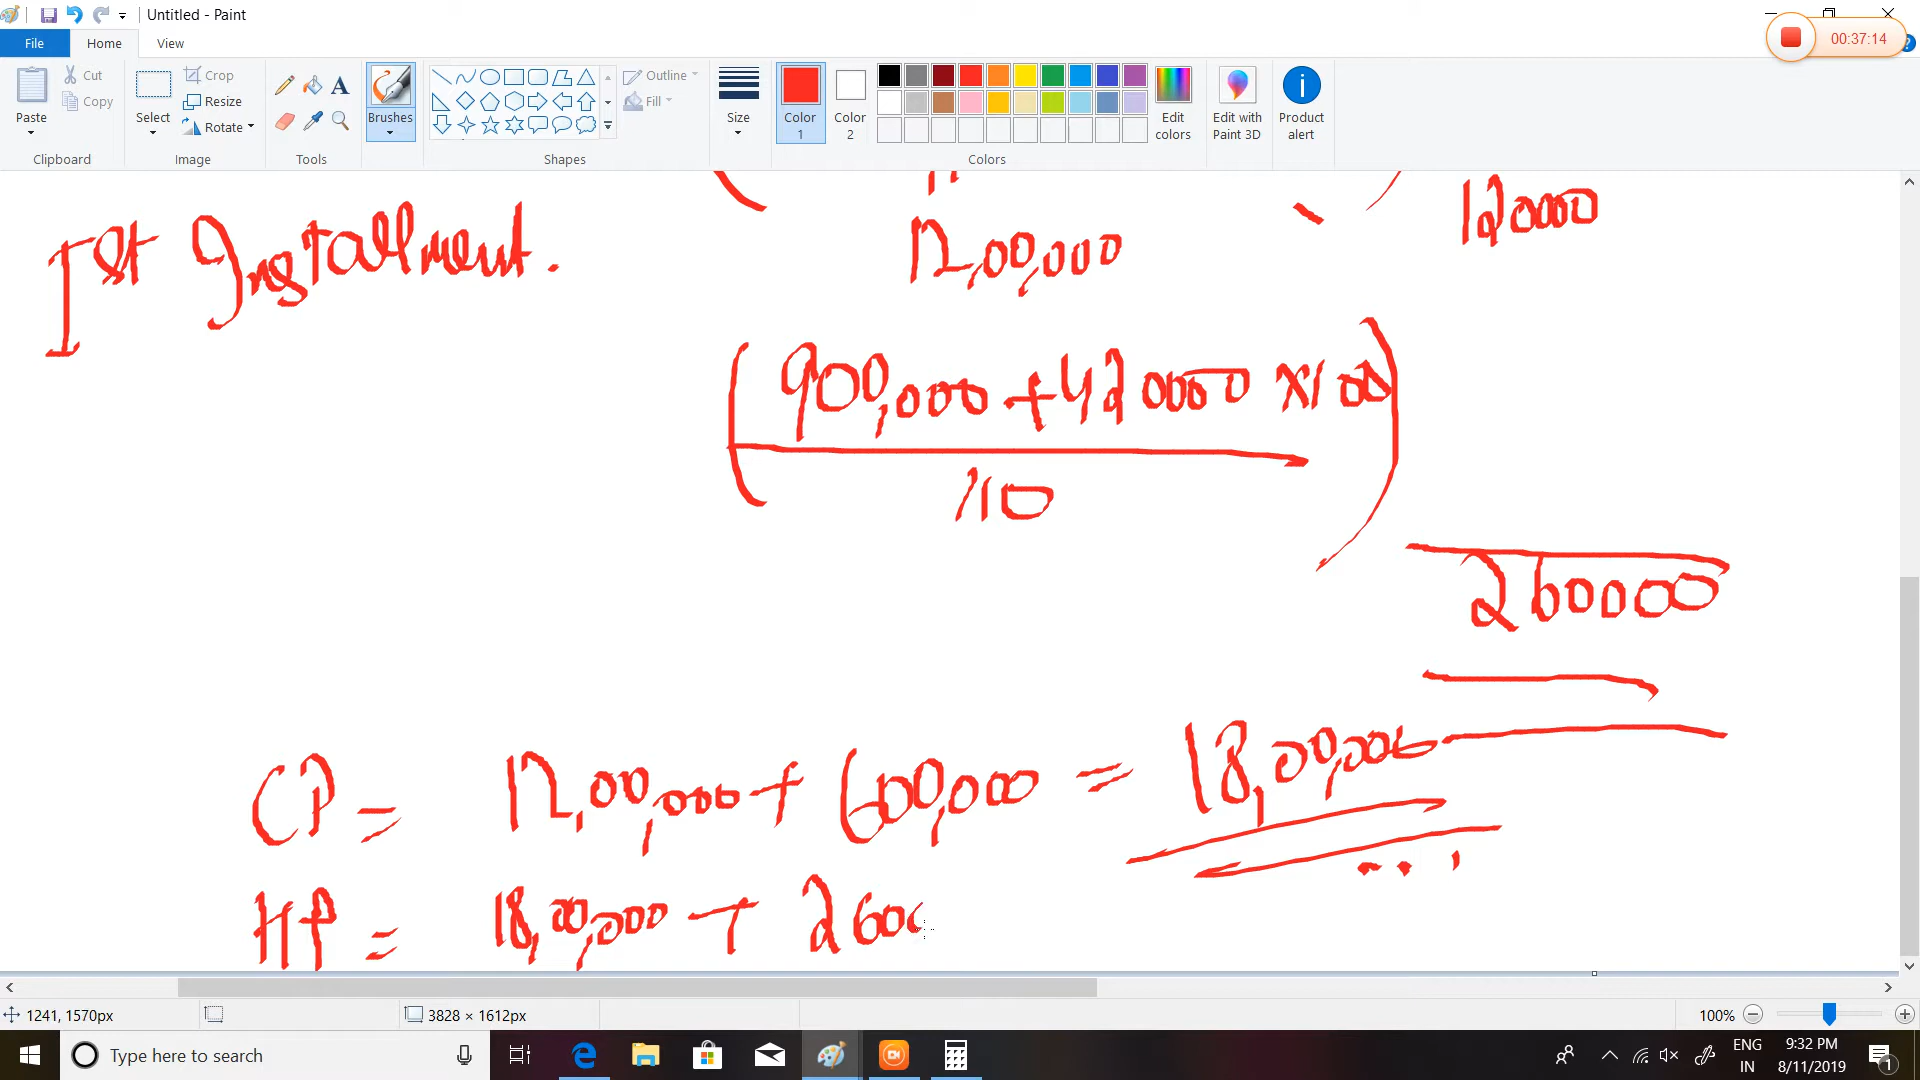 Untitled - Paint
00:37:14
File Home View
Paste Cut Copy Clipboard
Select Crop Resize Rotate Image
Tools
Brushes
Outline Fill Shapes
Size
Color 1 Color 2
Edit colors
Colors
Edit with Paint 3D
Product alert
120000
Ist Installment.
12,00,000
(900,000 + 420000 x100)
110
260000
CP = 12,00,000 + 600,000 = 18,00,000
HP = 18,00,000 + 2600
1241, 1570px 3828 × 1612px 100%
Type here to search
ENG IN
9:32 PM
8/11/2019
1